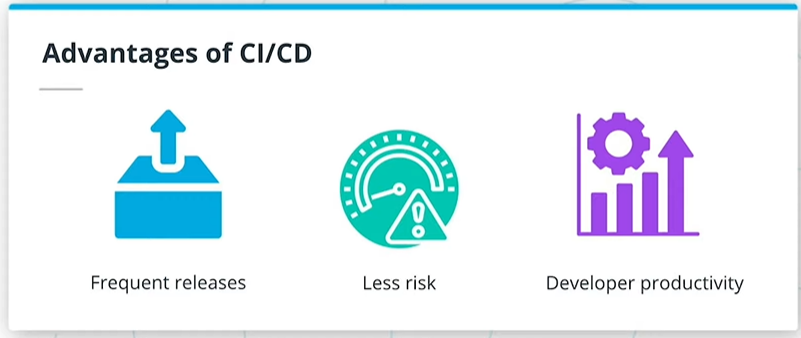 Advantages of CI/CD
Frequent releases
Less risk
Developer productivity